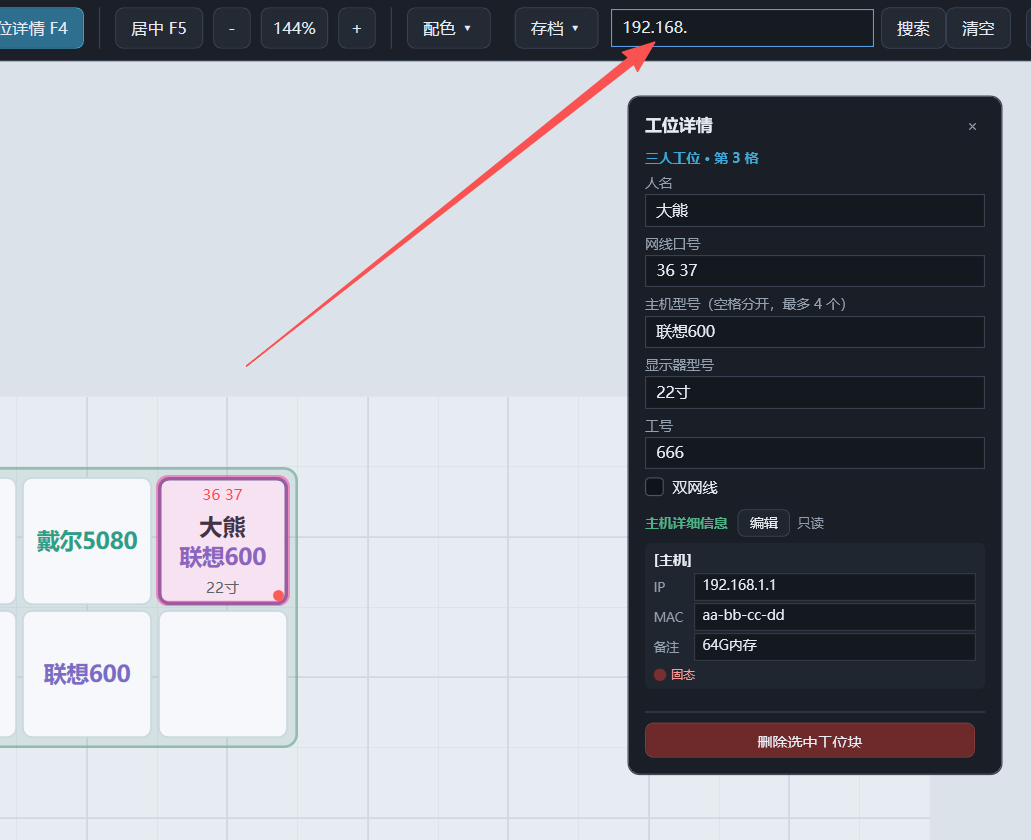 位详情 F4
居中 F5
-
144%
+
配色 ▼
存档 ▼
192.168.
搜索
清空
工位详情
×
三人工位 • 第 3 格
人名
大熊
网线口号
36 37
主机型号（空格分开，最多 4 个）
联想600
显示器型号
22寸
工号
666
双网线
主机详细信息 编辑 只读
[主机]
IP 192.168.1.1
MAC aa-bb-cc-dd
备注 64G内存
固态
删除选中工位块
戴尔5080
36 37
大熊
联想600
22寸
联想600